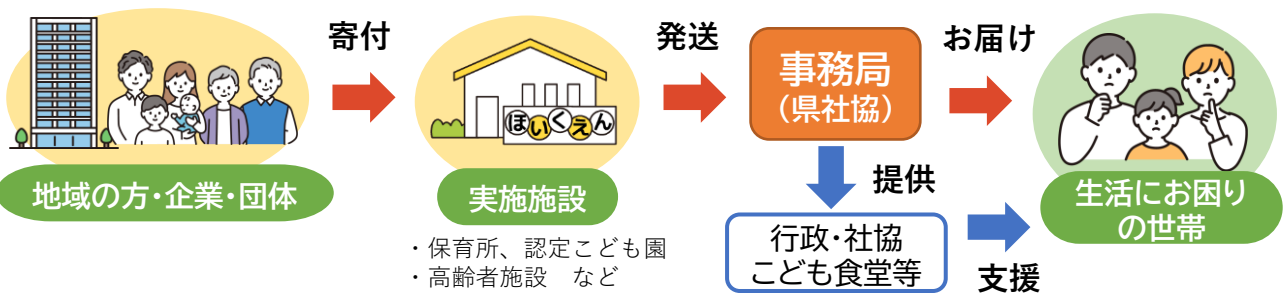 寄付
発送
お届け
事務局
（県社協）
ほいくえん
提供
地域の方・企業・団体
実施施設
生活にお困り
の世帯
・保育所、認定こども園
・高齢者施設　など
行政・社協
こども食堂等
支援